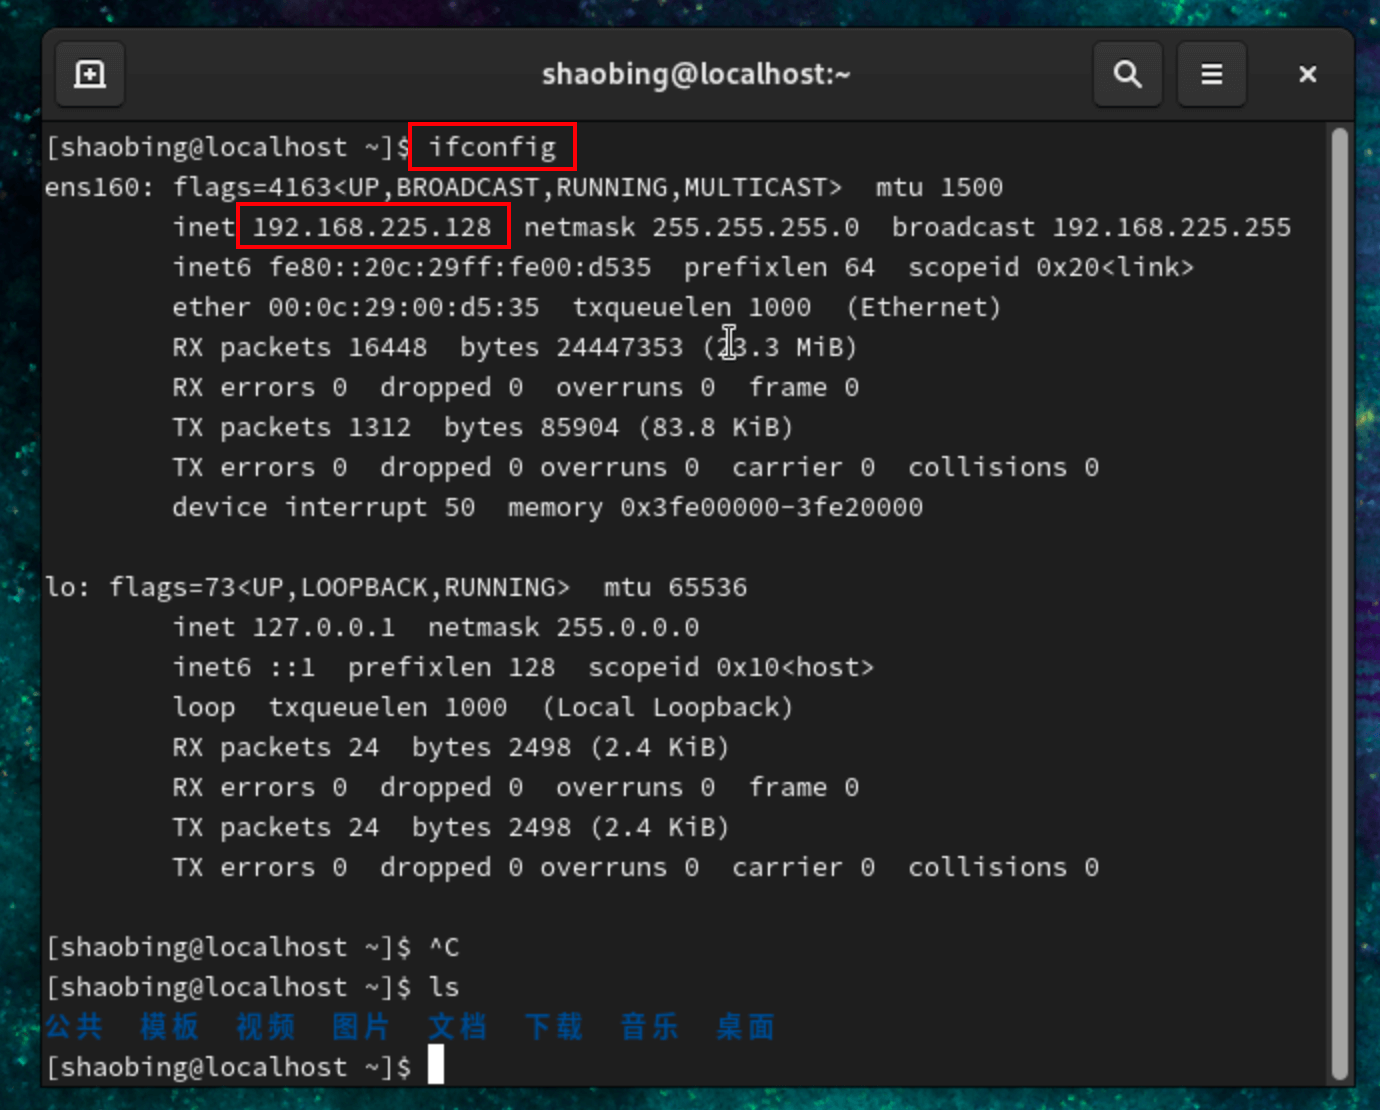 shaobing@localhost:~
[shaobing@localhost ~]$ ifconfig
ens160: flags=4163<UP,BROADCAST,RUNNING,MULTICAST>  mtu 1500
        inet 192.168.225.128  netmask 255.255.255.0  broadcast 192.168.225.255
        inet6 fe80::20c:29ff:fe00:d535  prefixlen 64  scopeid 0x20<link>
        ether 00:0c:29:00:d5:35  txqueuelen 1000  (Ethernet)
        RX packets 16448  bytes 24447353 (23.3 MiB)
        RX errors 0  dropped 0  overruns 0  frame 0
        TX packets 1312  bytes 85904 (83.8 KiB)
        TX errors 0  dropped 0 overruns 0  carrier 0  collisions 0
        device interrupt 50  memory 0x3fe00000-3fe20000
lo: flags=73<UP,LOOPBACK,RUNNING>  mtu 65536
        inet 127.0.0.1  netmask 255.0.0.0
        inet6 ::1  prefixlen 128  scopeid 0x10<host>
        loop  txqueuelen 1000  (Local Loopback)
        RX packets 24  bytes 2498 (2.4 KiB)
        RX errors 0  dropped 0  overruns 0  frame 0
        TX packets 24  bytes 2498 (2.4 KiB)
        TX errors 0  dropped 0 overruns 0  carrier 0  collisions 0
[shaobing@localhost ~]$ ^C
[shaobing@localhost ~]$ ls
公共  模板  视频  图片  文档  下载  音乐  桌面
[shaobing@localhost ~]$